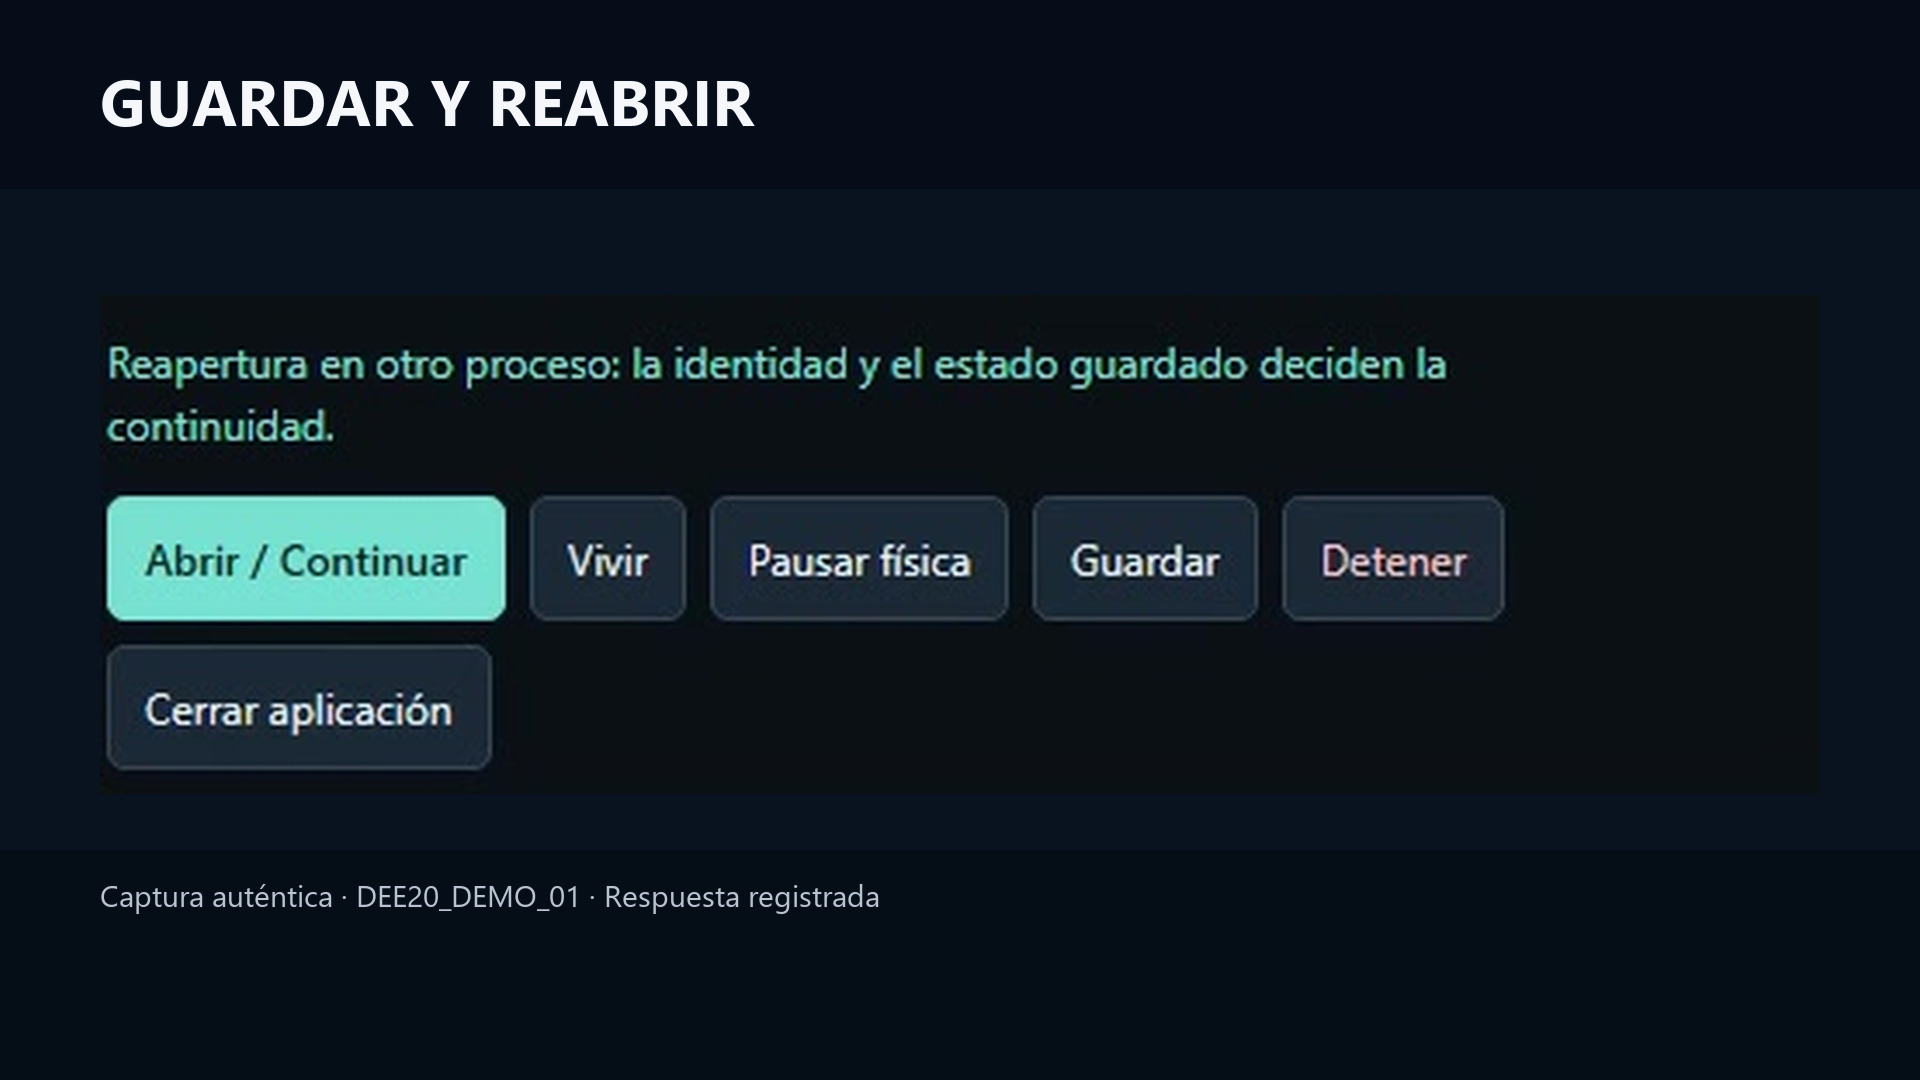 GUARDAR Y REABRIR
Reapertura en otro proceso: la identidad y el estado guardado deciden la
continuidad.
Abrir / Continuar
Vivir
Pausar física
Guardar
Detener
Cerrar aplicación
Captura auténtica · DEE20_DEMO_01 · Respuesta registrada